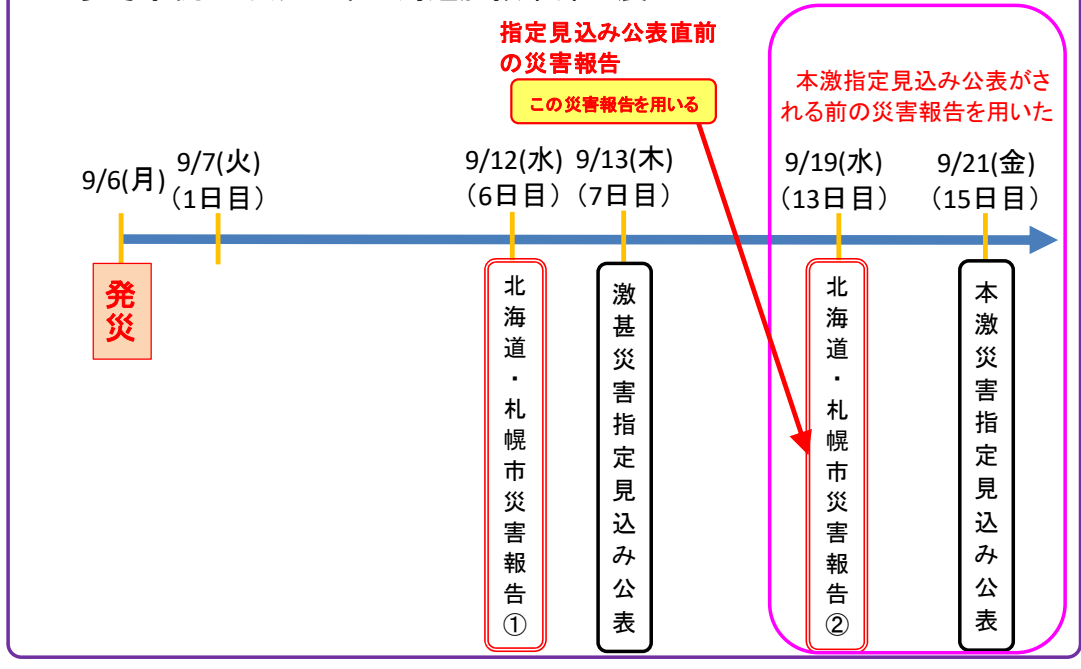 指定見込み公表直前
の災害報告
この災害報告を用いる
本激指定見込み公表がさ
れる前の災害報告を用いた
9/6(月)
9/7(火)
(1日目)
9/12(水)
(6日目)
9/13(木)
(7日目)
9/19(水)
(13日目)
9/21(金)
(15日目)
発災
北海道・札幌市災害報告①
激甚災害指定見込み公表
北海道・札幌市災害報告②
本激災害指定見込み公表